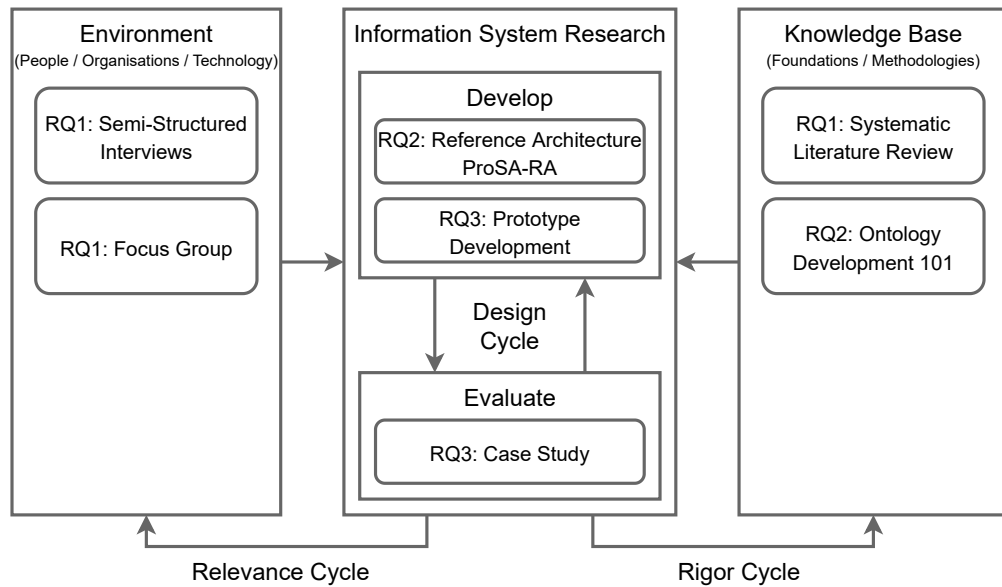 Environment
(People / Organisations / Technology)
RQ1: Semi-Structured
Interviews
RQ1: Focus Group
Information System Research
Develop
RQ2: Reference Architecture
ProSA-RA
RQ3: Prototype
Development
Design
Cycle
Evaluate
RQ3: Case Study
Knowledge Base
(Foundations / Methodologies)
RQ1: Systematic
Literature Review
RQ2: Ontology
Development 101
Relevance Cycle
Rigor Cycle